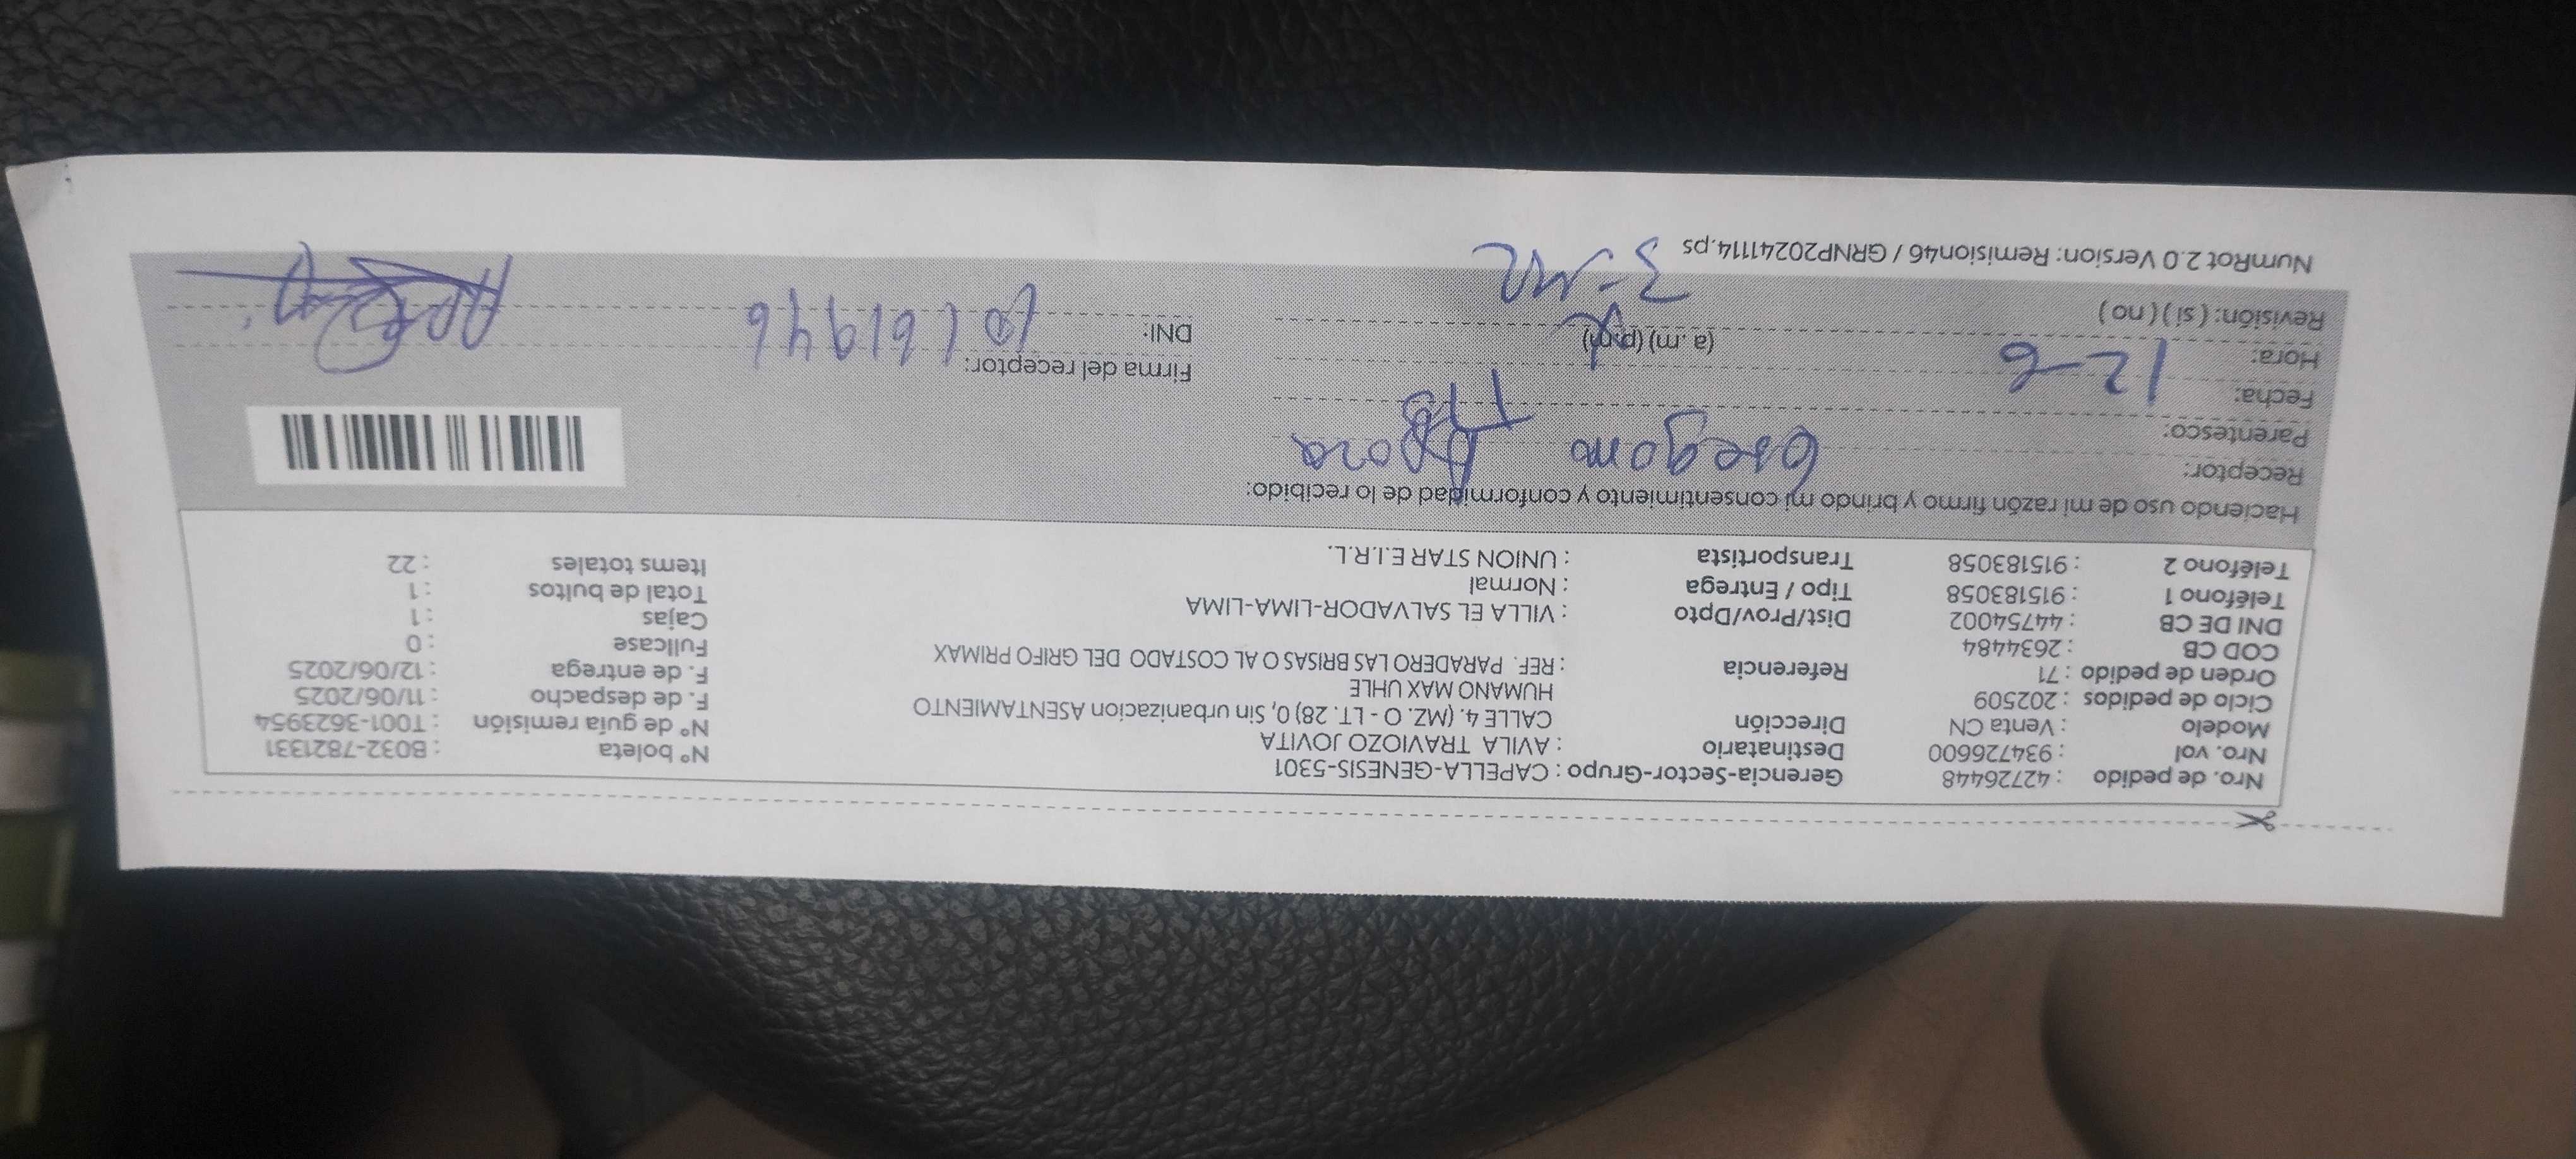 Nro. de pedido : 42726448 Gerencia-Sector-Grupo : CAPELLA-GENESIS-5301 N° boleta : B032-7821331
Nro. vol : 934726600 Destinatario : AVILA TRAVIOZO JOVITA N° de guía remisión : T001-3623954
Modelo : Venta CN Dirección CALLE 4. (MZ. O - LT. 28) 0, Sin urbanizacion ASENTAMIENTO F. de despacho : 11/06/2025
Ciclo de pedidos : 202509 HUMANO MAX UHLE F. de entrega : 12/06/2025
Orden de pedido : 71 Referencia : REF. PARADERO LAS BRISAS O AL COSTADO DEL GRIFO PRIMAX Fullcase : 0
COD CB : 2634484 Cajas : 1
DNI DE CB : 44754002 Dist/Prov/Dpto : VILLA EL SALVADOR-LIMA-LIMA Total de bultos : 1
Teléfono 1 : 915183058 Tipo / Entrega : Normal Items totales : 22
Teléfono 2 : 915183058 Transportista : UNION STAR E.I.R.L.
Haciendo uso de mi razón firmo y brindo mi consentimiento y conformidad de lo recibido:
Receptor:
Parentesco:
Fecha: 12-6 Firma del receptor:
Hora: (a.m) (p.m) DNI: 10161946
Revisión: ( si ) ( no )
NumRot 2.0 Version: Remision46 / GRNP20241114.ps